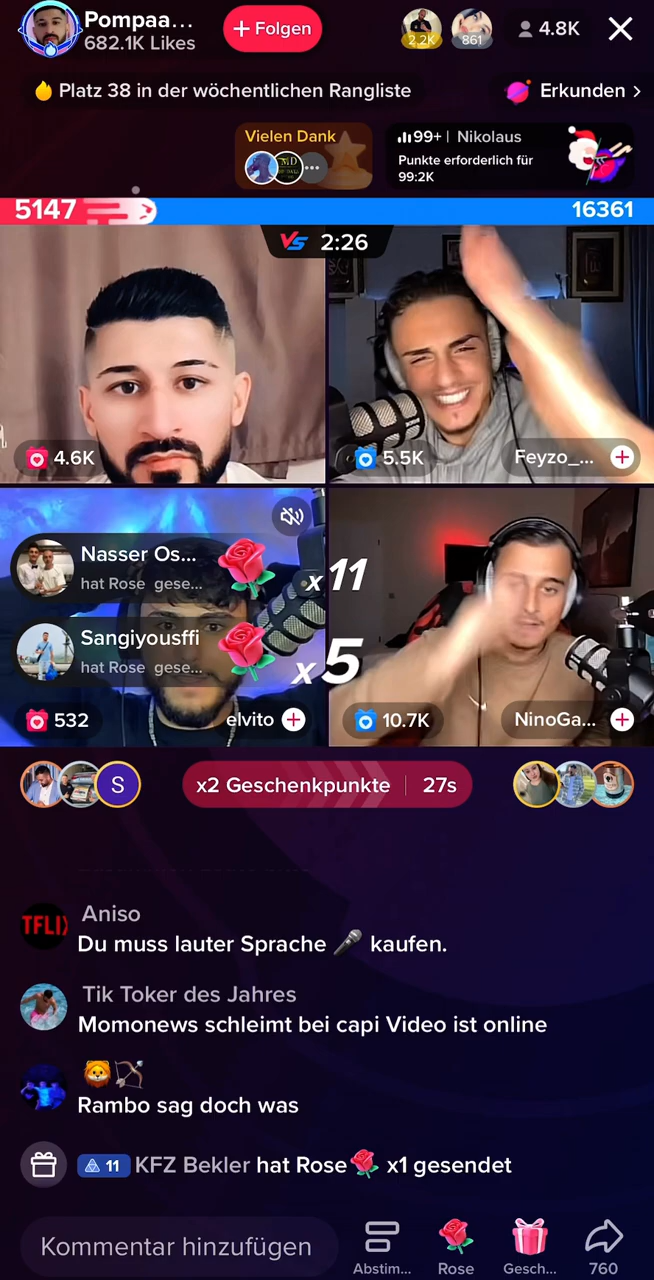 Pompaa...
682.1K Likes
+ Folgen
2.2K
861
4.8K
Platz 38 in der wöchentlichen Rangliste
Erkunden >
Vielen Dank
99+ | Nikolaus
Punkte erforderlich für
99:2K
5147
16361
VS 2:26
4.6K
5.5K
Feyzo_...
Nasser Os...
hat Rose gese...
x 11
Sangiyousffi
hat Rose gese...
x 5
532
elvito
10.7K
NinoGa...
S
x2 Geschenkpunkte
27s
TFLIX
Aniso
Du muss lauter Sprache 🎤 kaufen.
Tik Toker des Jahres
Momonews schleimt bei capi Video ist online
🦁🏹
Rambo sag doch was
11 KFZ Bekler hat Rose🌹 x1 gesendet
Kommentar hinzufügen
Abstim...
Rose
Gesch...
760